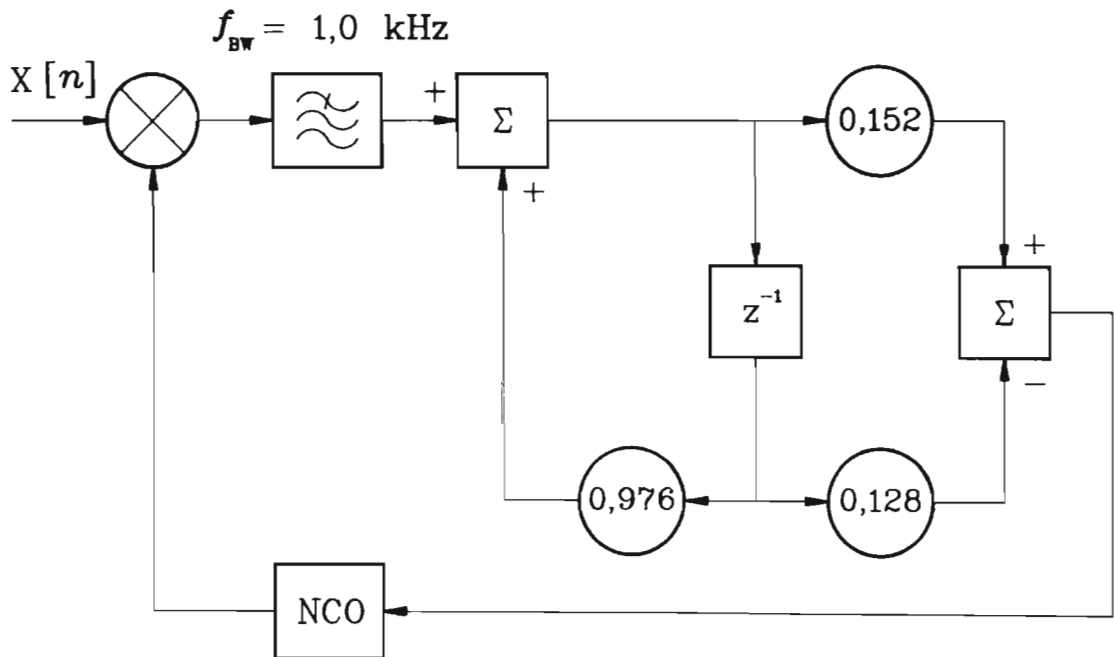 f_BW = 1,0 kHz
X [n]
+
Σ
0,152
+
+
z⁻¹
Σ
−
0,976
0,128
NCO